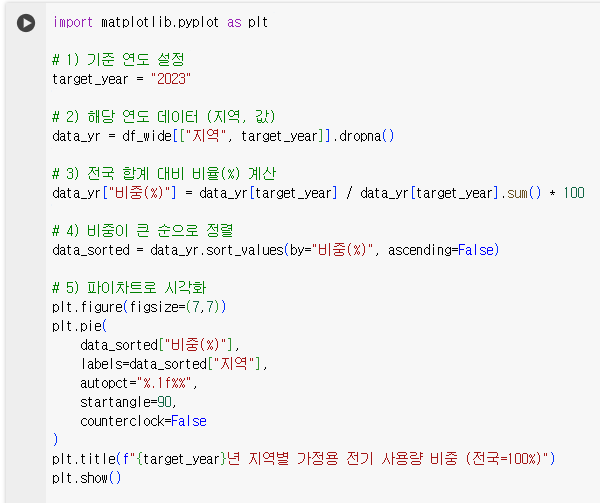 import matplotlib.pyplot as plt
# 1) 기준 연도 설정
target_year = "2023"
# 2) 해당 연도 데이터 (지역, 값)
data_yr = df_wide[["지역", target_year]].dropna()
# 3) 전국 합계 대비 비율(%) 계산
data_yr["비중(%)"] = data_yr[target_year] / data_yr[target_year].sum() * 100
# 4) 비중이 큰 순으로 정렬
data_sorted = data_yr.sort_values(by="비중(%)", ascending=False)
# 5) 파이차트로 시각화
plt.figure(figsize=(7,7))
plt.pie(
    data_sorted["비중(%)"],
    labels=data_sorted["지역"],
    autopct="%.1f%%",
    startangle=90,
    counterclock=False
)
plt.title(f"{target_year}년 지역별 가정용 전기 사용량 비중 (전국=100%)")
plt.show()